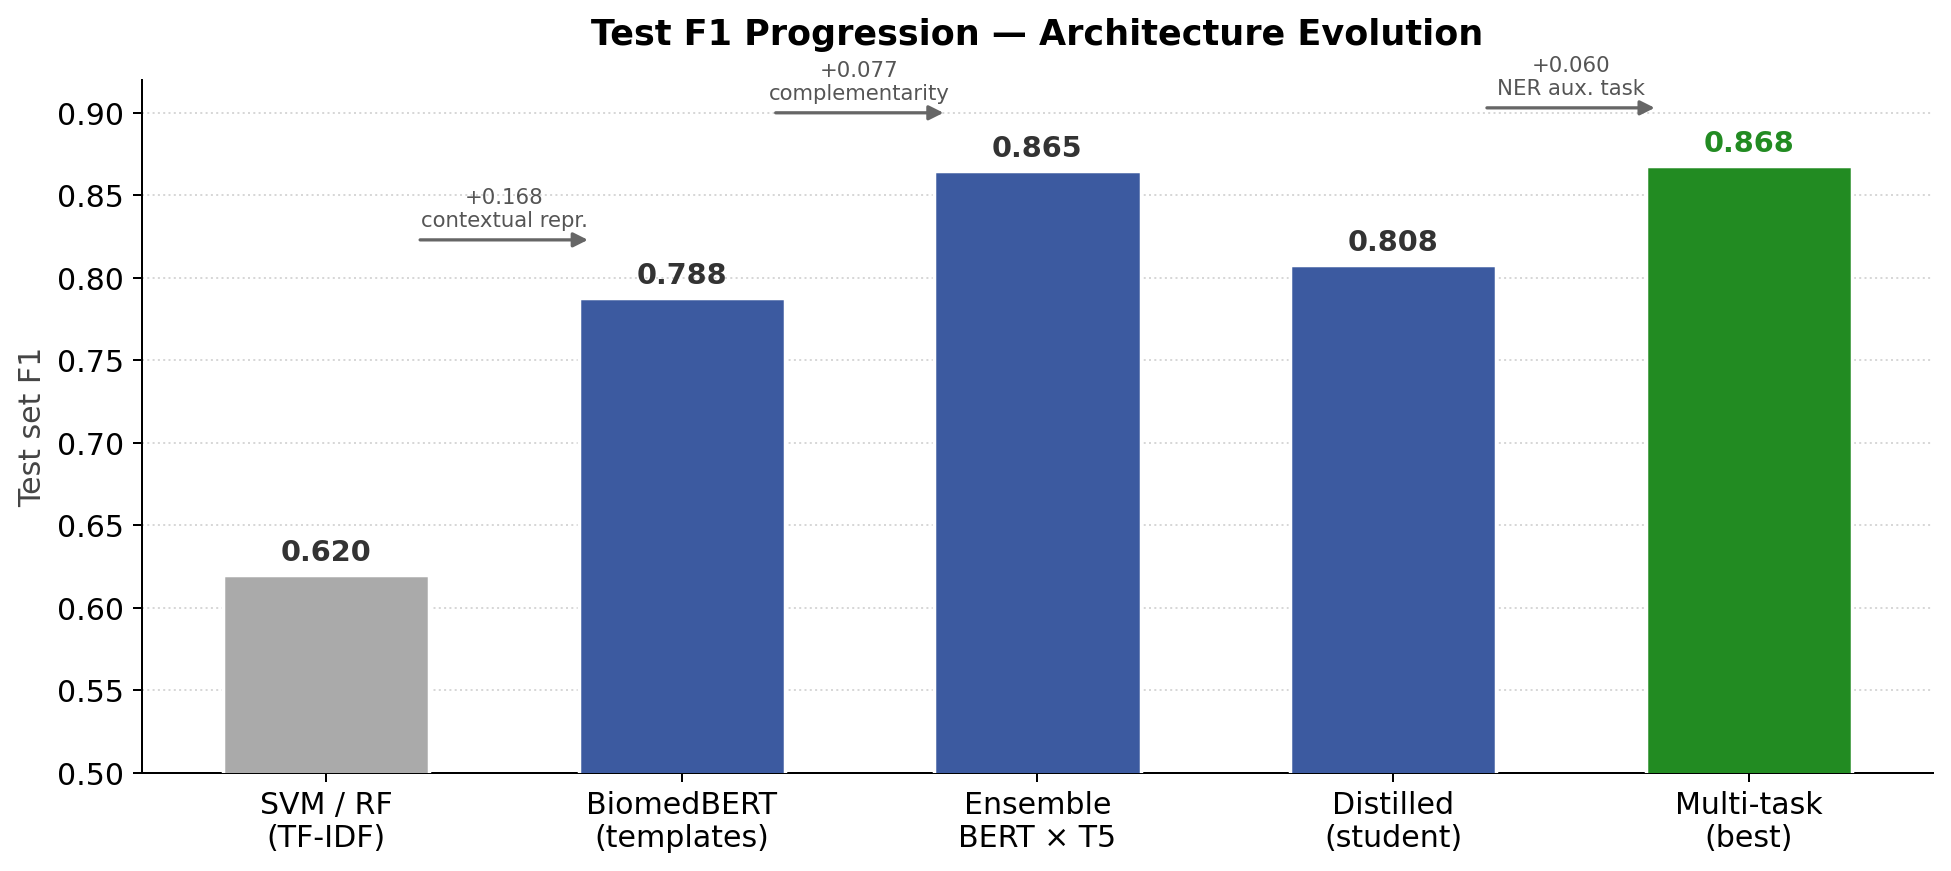 Test F1 Progression — Architecture Evolution
+0.077
complementarity
+0.060
NER aux. task
+0.168
contextual repr.
0.620
0.788
0.865
0.808
0.868
Test set F1
0.90
0.85
0.80
0.75
0.70
0.65
0.60
0.55
0.50
SVM / RF
(TF-IDF)
BiomedBERT
(templates)
Ensemble
BERT × T5
Distilled
(student)
Multi-task
(best)